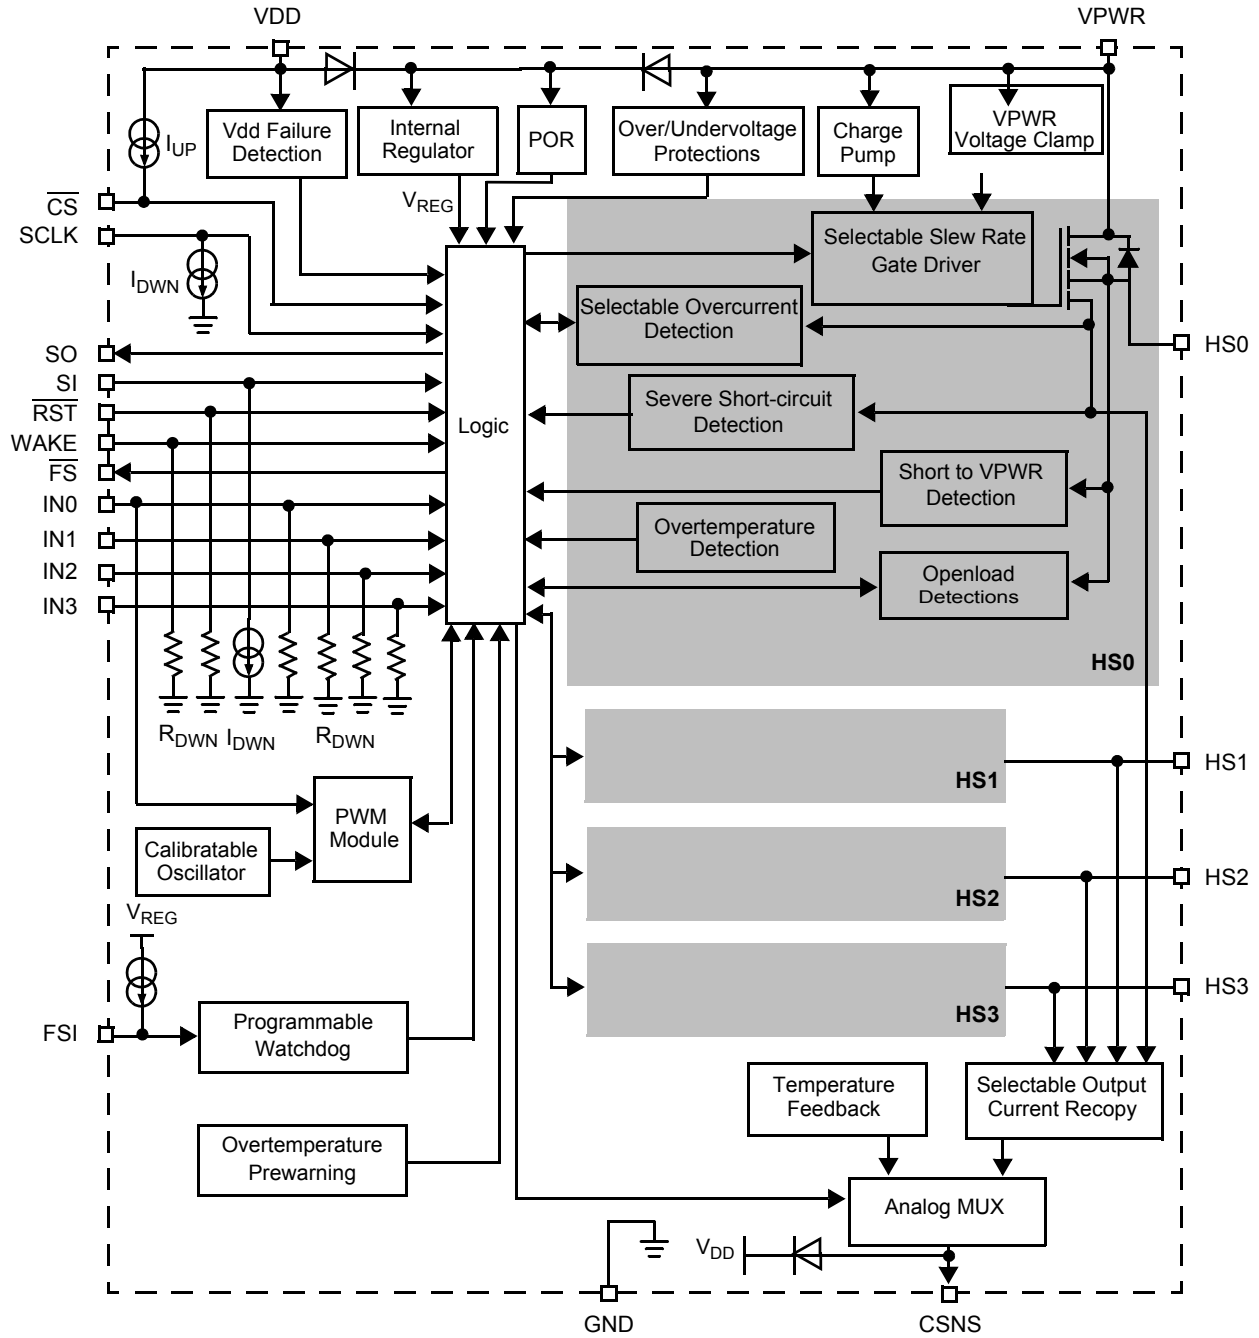 VDD
VPWR
Vdd Failure
Detection
Internal
Regulator
POR
Over/Undervoltage
Protections
Charge
Pump
VPWR
Voltage Clamp
IUP
VREG
CS
SCLK
IDWN
SO
SI
RST
WAKE
FS
IN0
IN1
IN2
IN3
Logic
Selectable Slew Rate
Gate Driver
Selectable Overcurrent
Detection
Severe Short-circuit
Detection
Short to VPWR
Detection
Overtemperature
Detection
Openload
Detections
HS0
HS0
RDWN
IDWN
RDWN
HS1
HS1
PWM
Module
Calibratable
Oscillator
HS2
HS2
VREG
HS3
HS3
FSI
Programmable
Watchdog
Temperature
Feedback
Selectable Output
Current Recopy
Overtemperature
Prewarning
Analog MUX
VDD
GND
CSNS